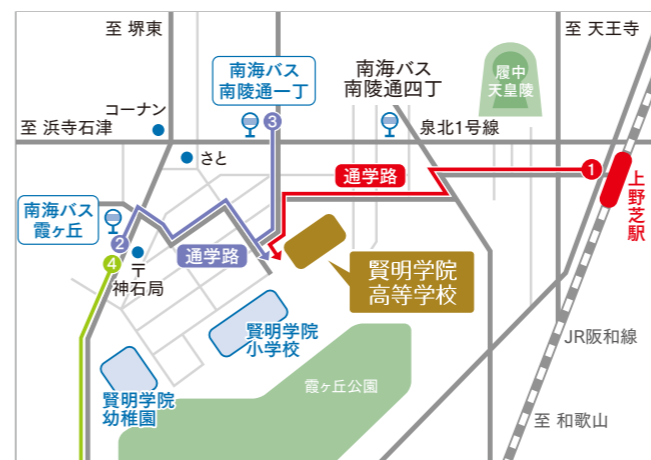 至 堺東
至 天王寺
南海バス
南陵通一丁
南海バス
南陵通四丁
履中
天皇陵
コーナン
至 浜寺石津
3
泉北1号線
さと
通学路
1
上野芝駅
南海バス
霞ヶ丘
2
通学路
4
〒
神石局
賢明学院
高等学校
賢明学院
小学校
JR阪和線
霞ヶ丘公園
賢明学院
幼稚園
至 和歌山